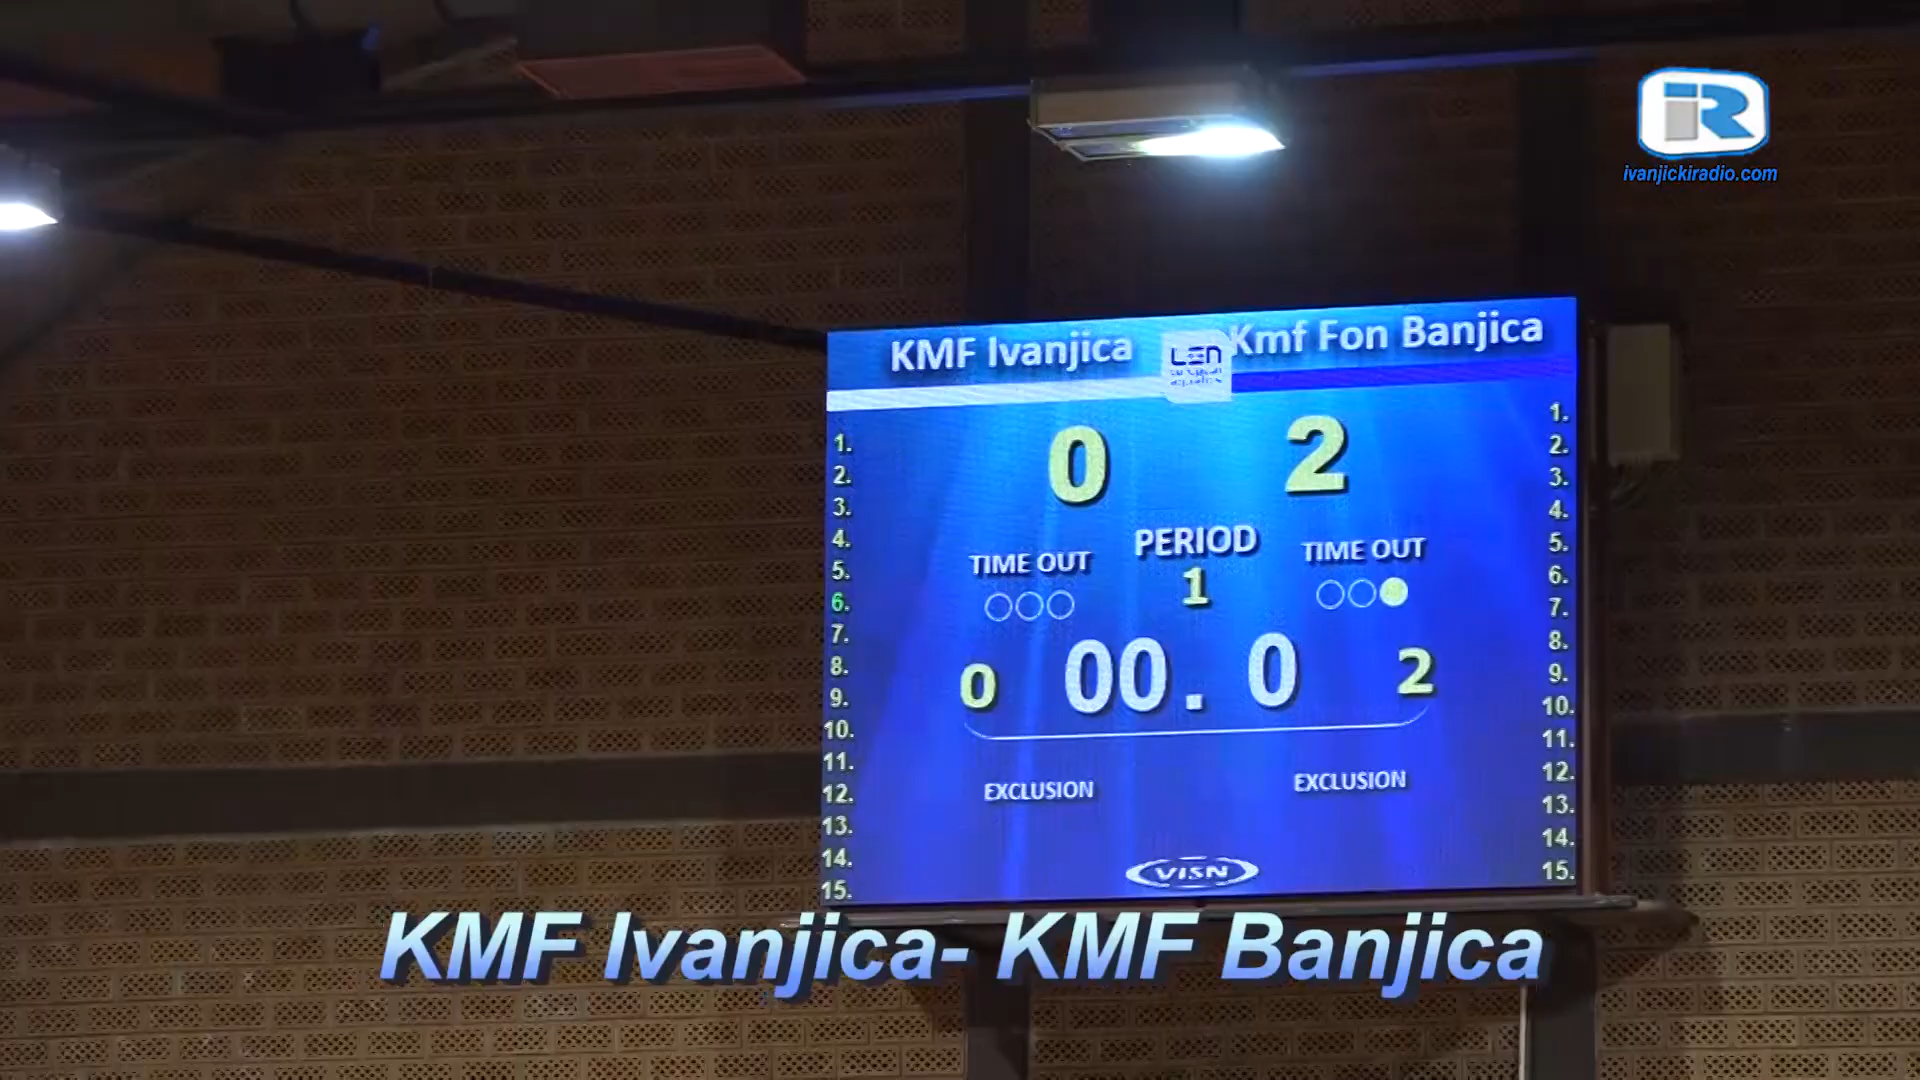 iR
ivanjickiradio.com
KMF Ivanjica
LEN
Kmf Fon Banjica
0 2
PERIOD
TIME OUT
TIME OUT
1
0 00.0 2
EXCLUSION
EXCLUSION
1.
2.
3.
4.
5.
6.
7.
8.
9.
10.
11.
12.
13.
14.
15.
1.
2.
3.
4.
5.
6.
7.
8.
9.
10.
11.
12.
13.
14.
15.
VISN
KMF Ivanjica- KMF Banjica